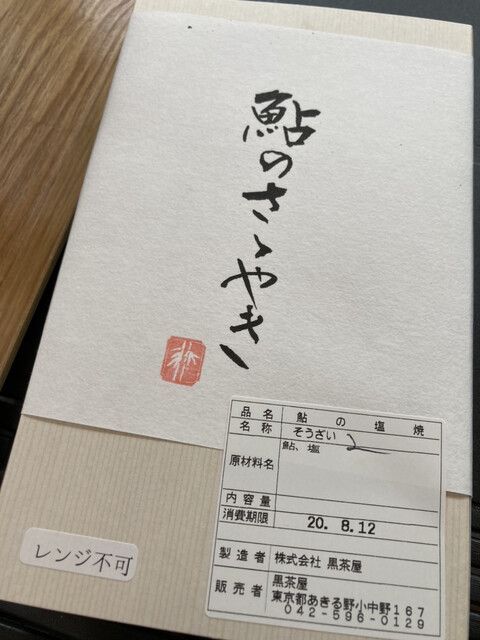 鮎のさゝやき
品名 鮎の塩焼
名称 そうざい
原材料名 鮎、塩
内容量
消費期限 20. 8.12
製造者 株式会社 黒茶屋
販売者 黒茶屋
東京都あきる野小中野167
042-596-0129
レンジ不可